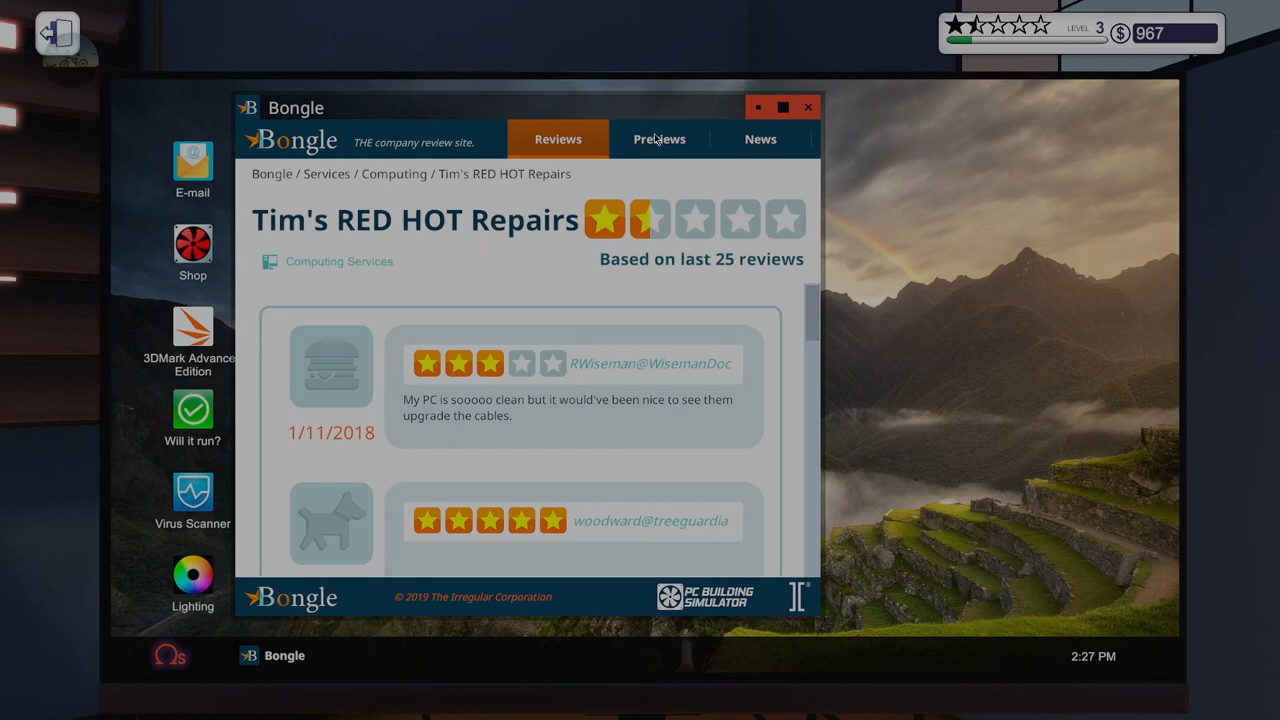 LEVEL 3 $ 967
Bongle
Bongle THE company review site. Reviews Previews News
Bongle / Services / Computing / Tim's RED HOT Repairs
Tim's RED HOT Repairs
Computing Services
Based on last 25 reviews
RWiseman@WisemanDoc
My PC is sooooo clean but it would've been nice to see them
upgrade the cables.
1/11/2018
woodward@treeguardia
Bongle © 2019 The Irregular Corporation PC BUILDING
SIMULATOR
E-mail
Shop
3DMark Advance
Edition
Will it run?
Virus Scanner
Lighting
Ωs Bongle 2:27 PM